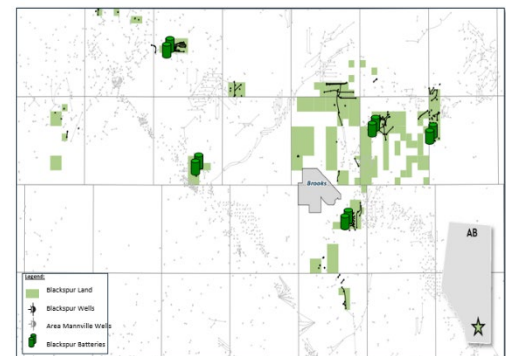 Brooks
AB
Legend:
Blackspur Land
Blackspur Wells
Area Mannville Wells
Blackspur Batteries